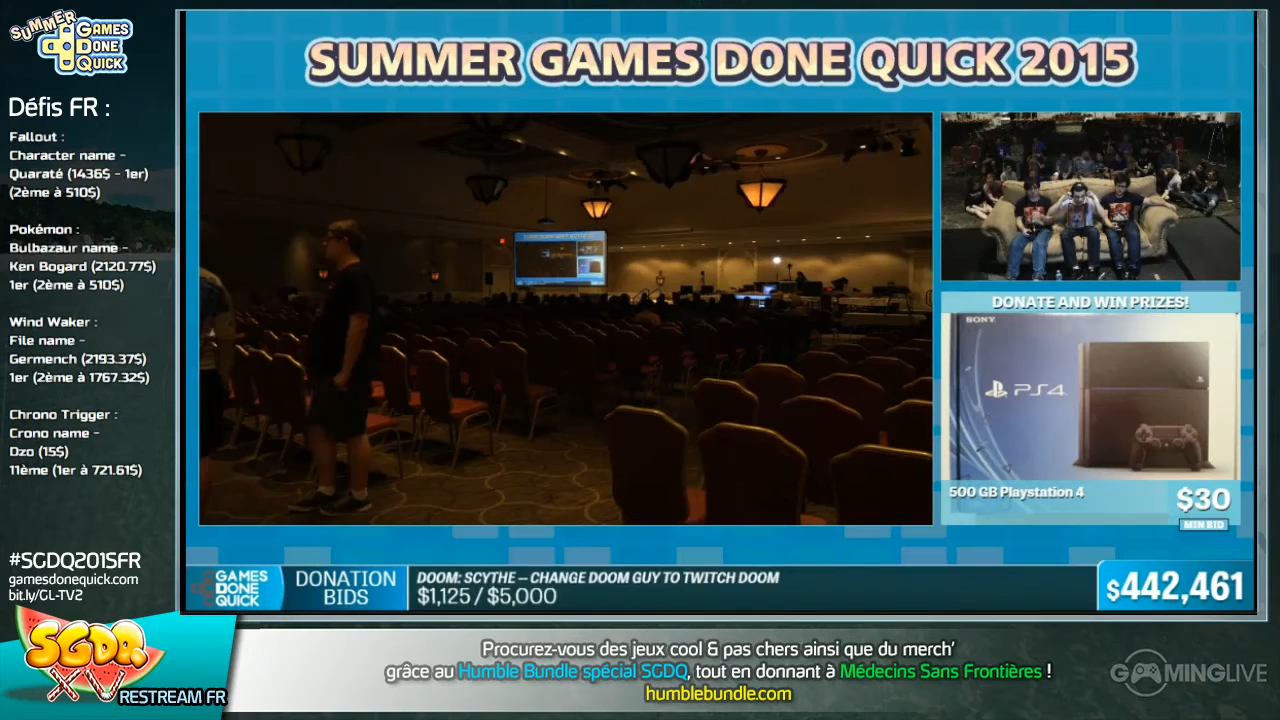 SUMMER
GAMES
DONE
QUICK
Défis FR :
Fallout :
Character name -
Quaraté (1436$ - 1er)
(2ème à 510$)
Pokémon :
Bulbazaur name -
Ken Bogard (2120.77$)
1er (2ème à 510$)
Wind Waker :
File name -
Germench (2193.37$)
1er (2ème à 1767.32$)
Chrono Trigger :
Crono name -
Dzo (15$)
11ème (1er à 721.61$)
#SGDQ2015FR
gamesdonequick.com
bit.ly/GL-TV2
SGDQ
XV
RESTREAM FR
SUMMER GAMES DONE QUICK 2015
DONATE AND WIN PRIZES!
SONY
PS4
500 GB Playstation 4
$30
MIN BID
GAMES
DONE
QUICK
DONATION
BIDS
DOOM: SCYTHE – CHANGE DOOM GUY TO TWITCH DOOM
$1,125 / $5,000
$442,461
Procurez-vous des jeux cool & pas chers ainsi que du merch'
grâce au Humble Bundle spécial SGDQ, tout en donnant à Médecins Sans Frontières !
humblebundle.com
GAMINGLIVE